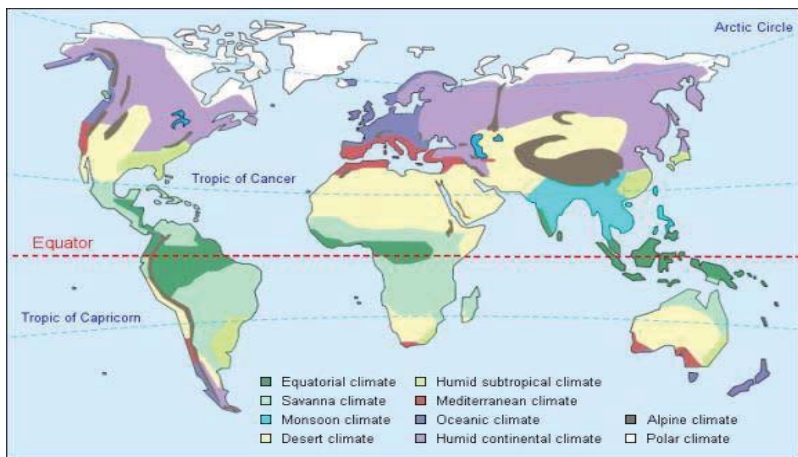 Arctic Circle
Tropic of Cancer
Equator
Tropic of Capricorn
Equatorial climate
Savanna climate
Monsoon climate
Desert climate
Humid subtropical climate
Mediterranean climate
Oceanic climate
Humid continental climate
Alpine climate
Polar climate